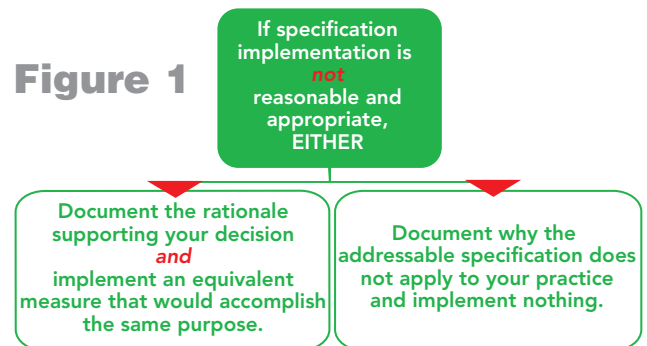 Figure 1
If specification
implementation is
not
reasonable and
appropriate,
EITHER
Document the rationale
supporting your decision
and
implement an equivalent
measure that would accomplish
the same purpose.
Document why the
addressable specification does
not apply to your practice
and implement nothing.